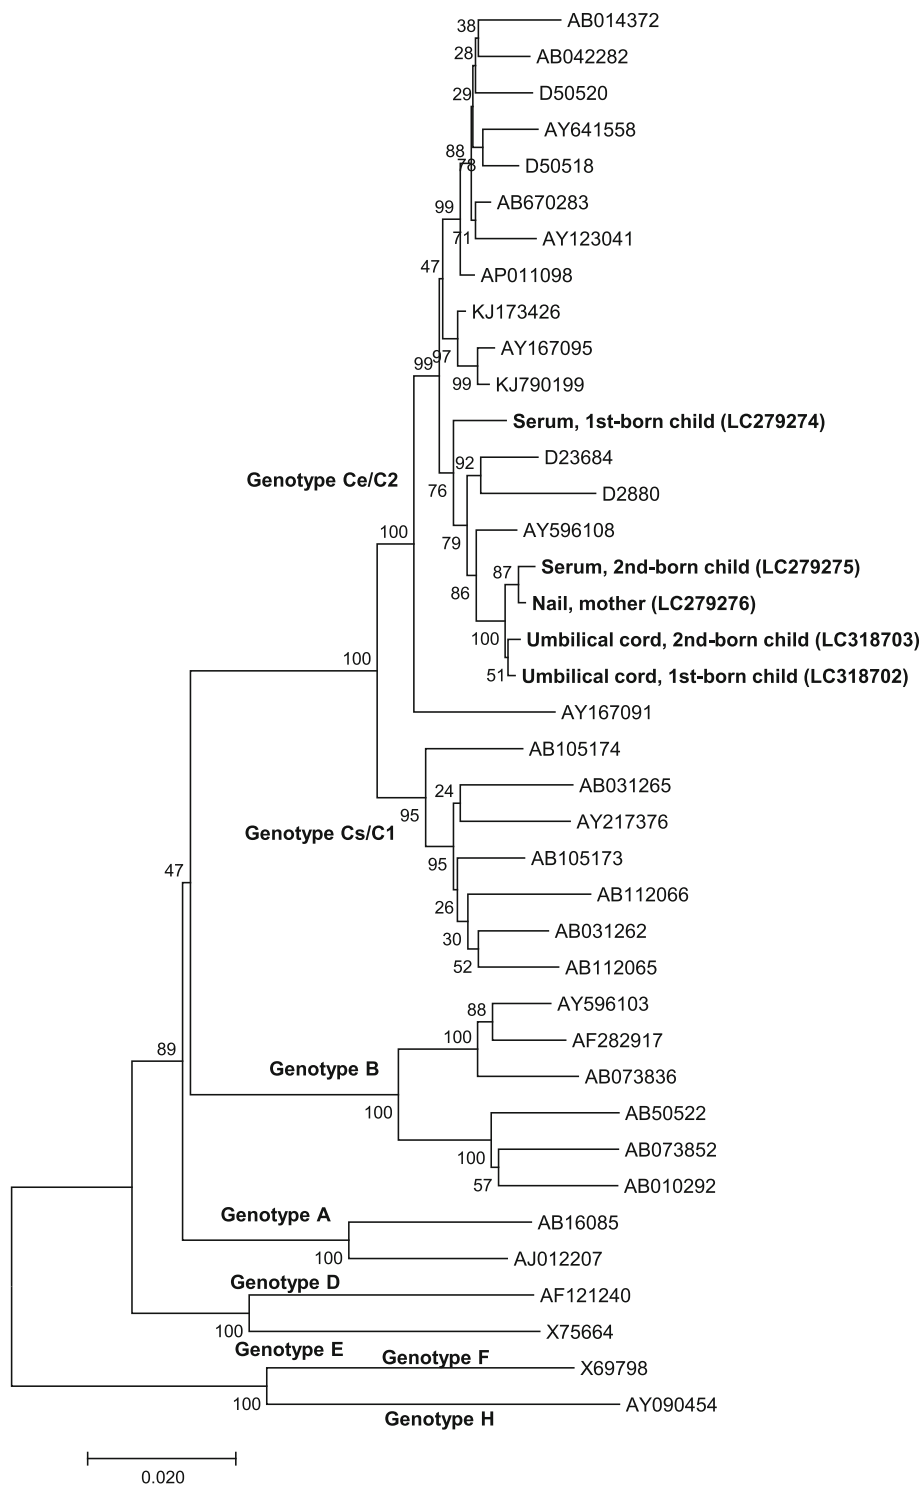 38
AB014372
28
AB042282
29
D50520
AY641558
88
78
D50518
AB670283
99
71
AY123041
47
AP011098
KJ173426
99
97
AY167095
99
KJ790199
Serum, 1st-born child (LC279274)
92
D23684
Genotype Ce/C2
76
D2880
100
79
AY596108
87
Serum, 2nd-born child (LC279275)
86
Nail, mother (LC279276)
100
Umbilical cord, 2nd-born child (LC318703)
100
51
Umbilical cord, 1st-born child (LC318702)
AY167091
AB105174
24
AB031265
95
Genotype Cs/C1
AY217376
95
AB105173
47
26
AB112066
30
AB031262
52
AB112065
88
AY596103
100
AF282917
89
Genotype B
AB073836
100
AB50522
100
AB073852
57
AB010292
Genotype A
AB16085
100
AJ012207
Genotype D
AF121240
100
X75664
Genotype E
Genotype F
X69798
100
AY090454
Genotype H
0.020